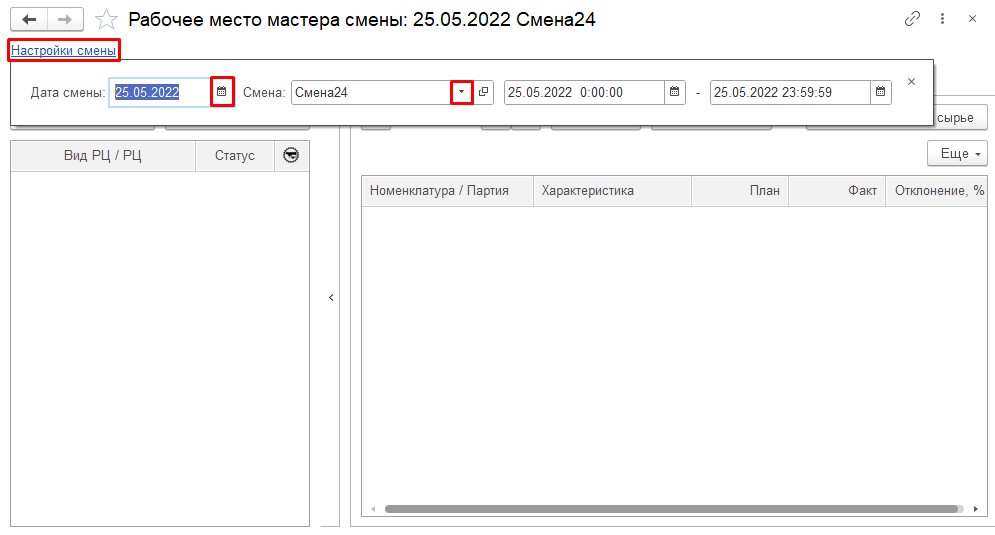 Рабочее место мастера смены: 25.05.2022 Смена24
Настройки смены
Дата смены: 25.05.2022 Смена: Смена24 25.05.2022 0:00:00 - 25.05.2022 23:59:59
сырье
Еще
Вид РЦ / РЦ Статус
Номенклатура / Партия Характеристика План Факт Отклонение, %